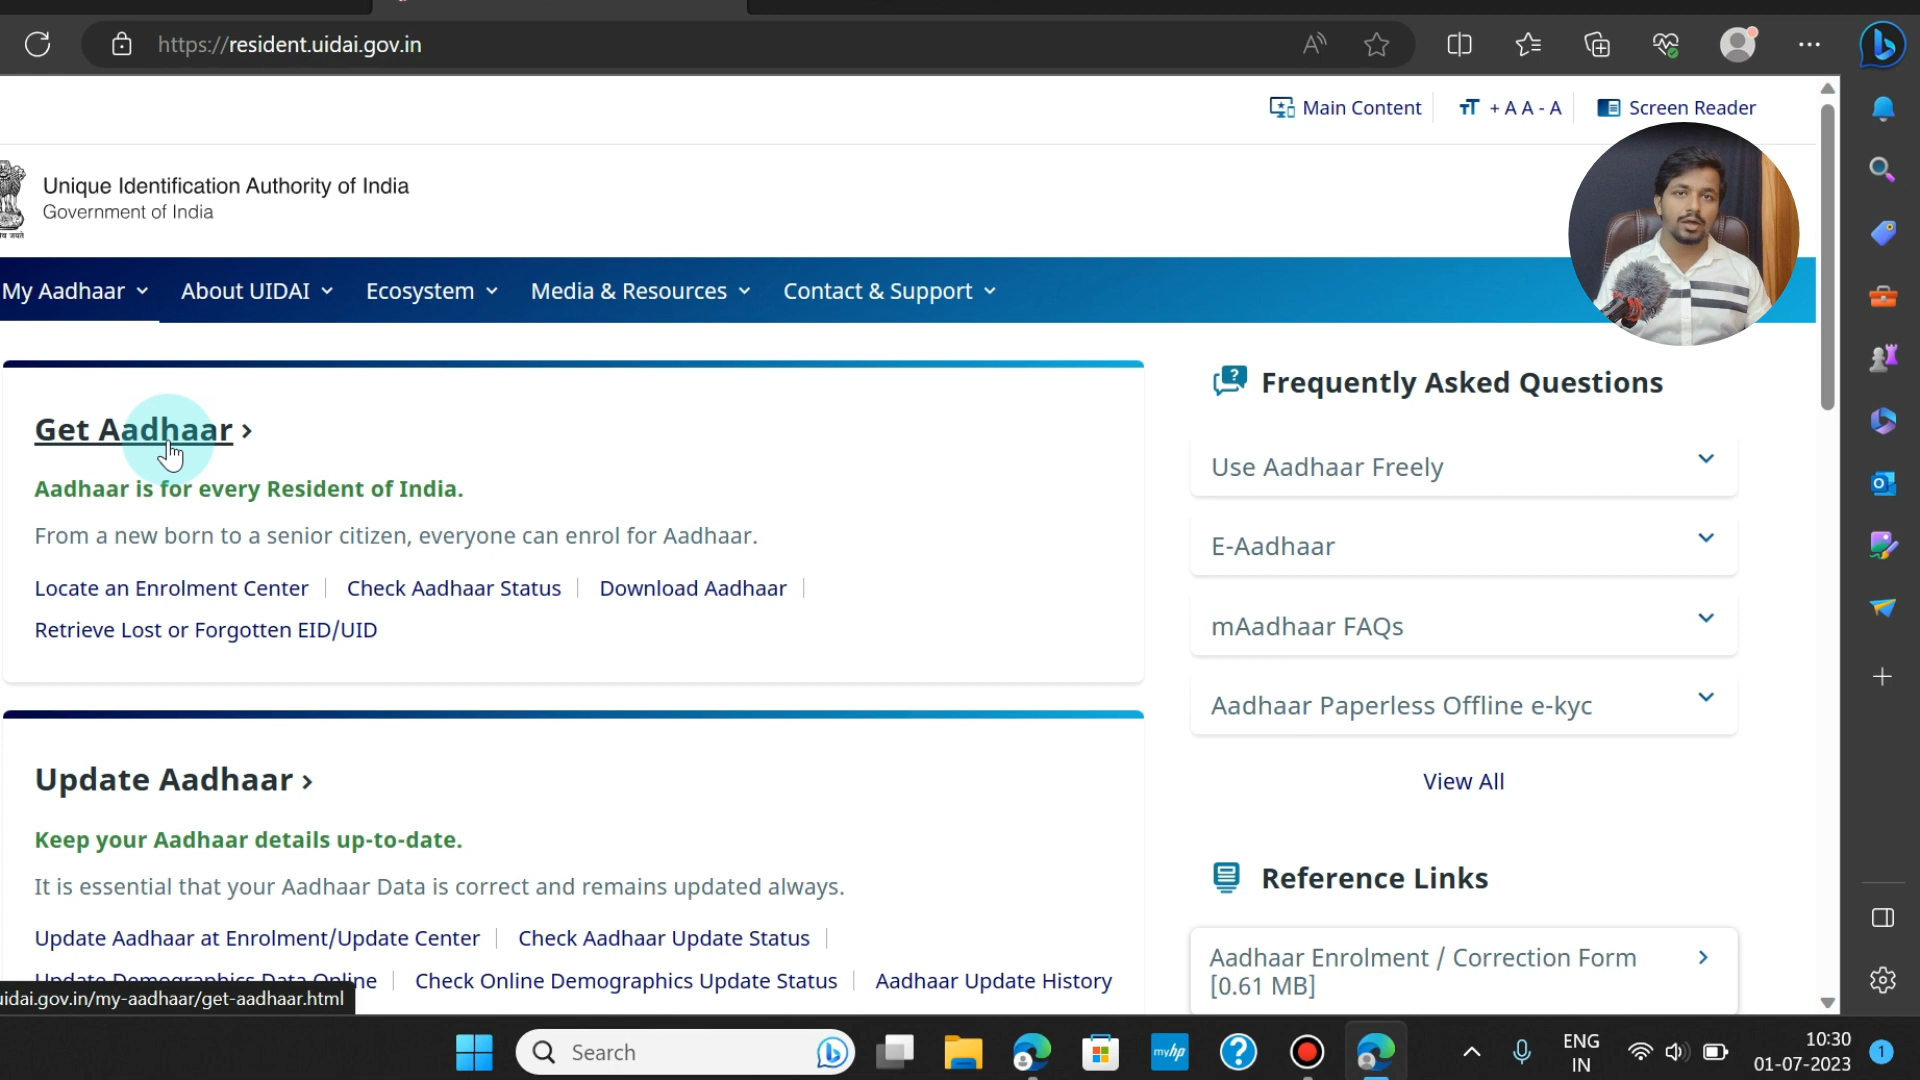 https://resident.uidai.gov.in
Main Content
+ A A - A
Screen Reader
Unique Identification Authority of India
Government of India
My Aadhaar
About UIDAI
Ecosystem
Media & Resources
Contact & Support
Get Aadhaar ›
Aadhaar is for every Resident of India.
From a new born to a senior citizen, everyone can enrol for Aadhaar.
Locate an Enrolment Center | Check Aadhaar Status | Download Aadhaar |
Retrieve Lost or Forgotten EID/UID
Update Aadhaar ›
Keep your Aadhaar details up-to-date.
It is essential that your Aadhaar Data is correct and remains updated always.
Update Aadhaar at Enrolment/Update Center | Check Aadhaar Update Status |
Update Demographics Data Online | Check Online Demographics Update Status | Aadhaar Update History
Frequently Asked Questions
Use Aadhaar Freely
E-Aadhaar
mAadhaar FAQs
Aadhaar Paperless Offline e-kyc
View All
Reference Links
Aadhaar Enrolment / Correction Form
[0.61 MB]
uidai.gov.in/my-aadhaar/get-aadhaar.html
Search
myhp
ENG
IN
10:30
01-07-2023
1